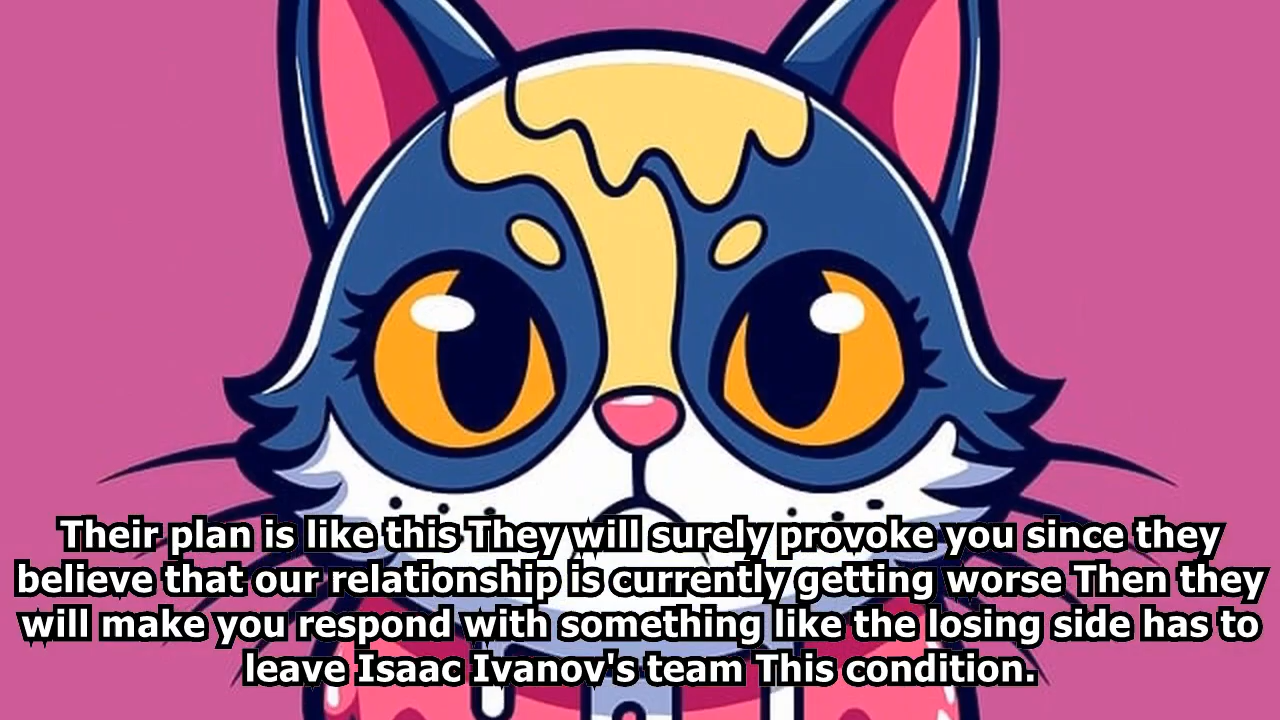 Their plan is like this They will surely provoke you since they
believe that our relationship is currently getting worse Then they
will make you respond with something like the losing side has to
leave Isaac Ivanov's team This condition.